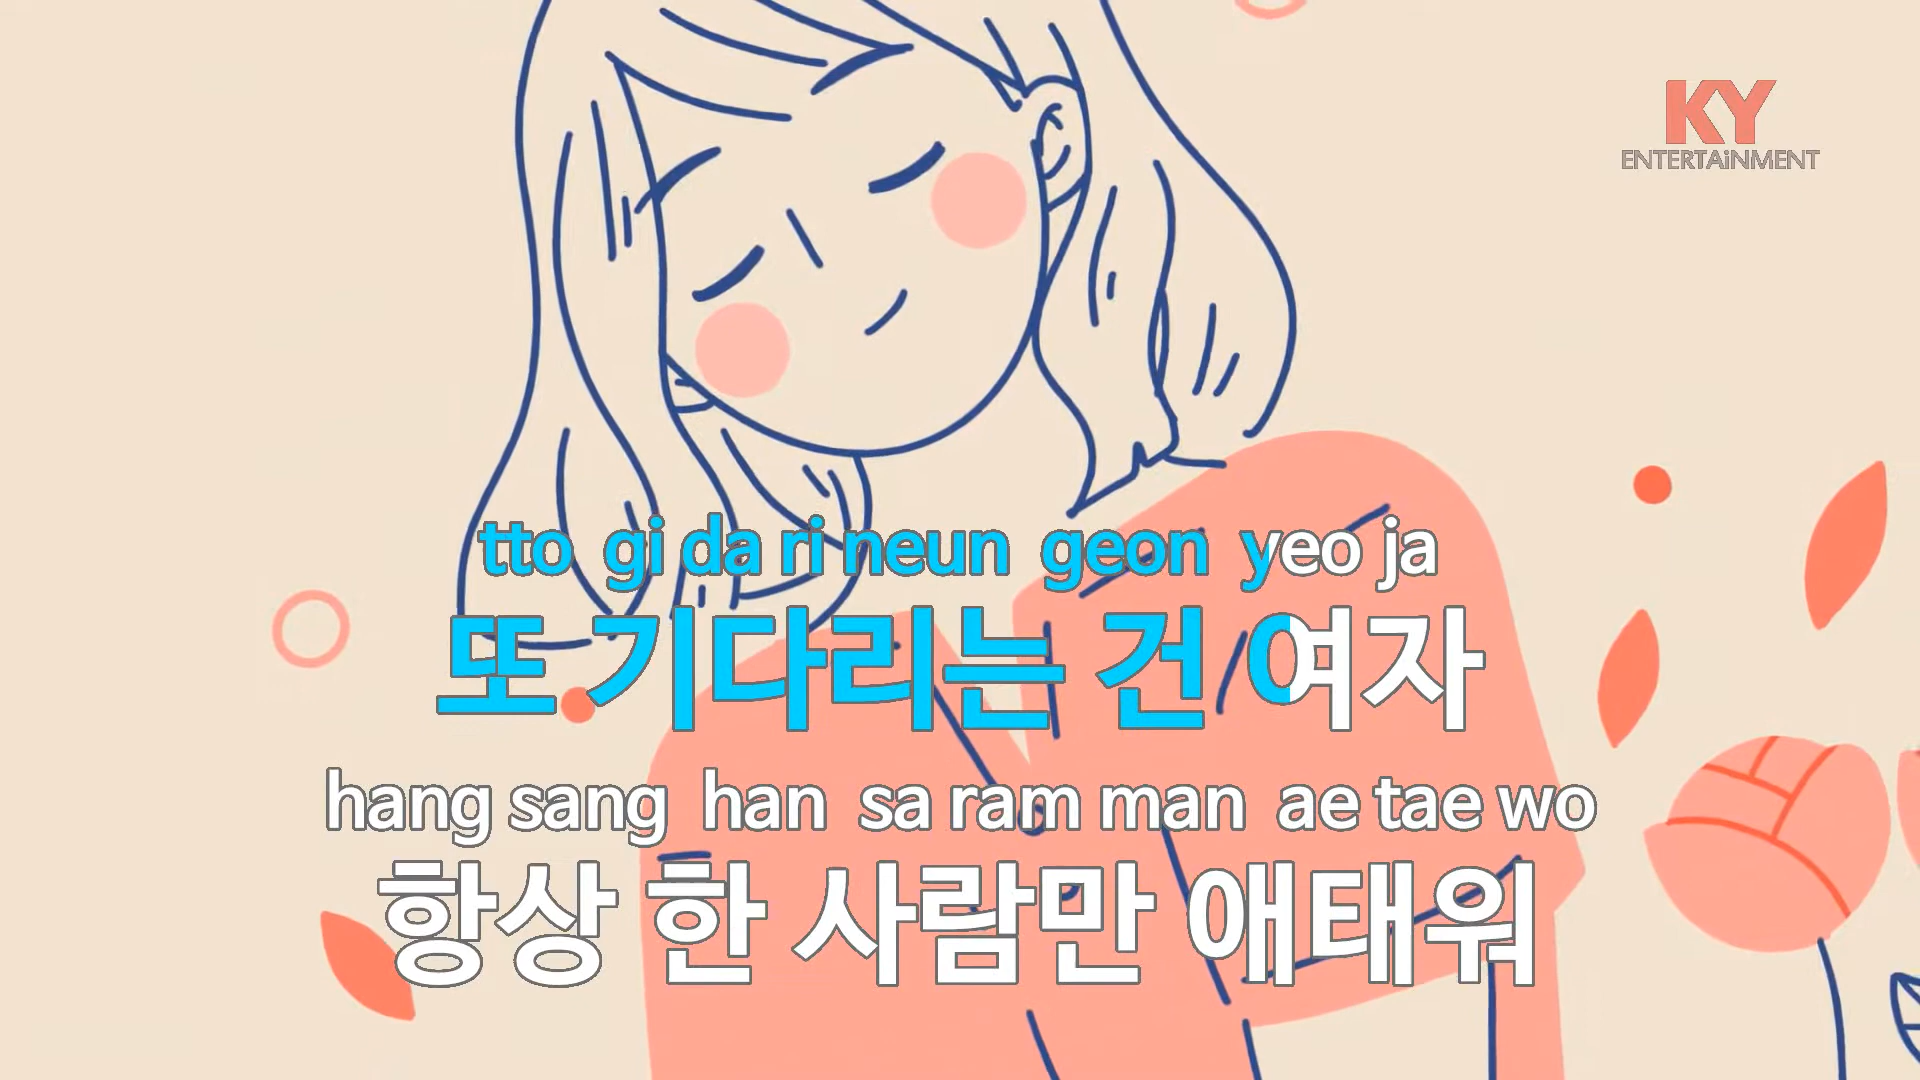 KY
ENTERTAiNMENT
tto gi da ri neun geon yeo ja
또 기다리는 건 여자
hang sang han sa ram man ae tae wo
항상 한 사람만 애태워